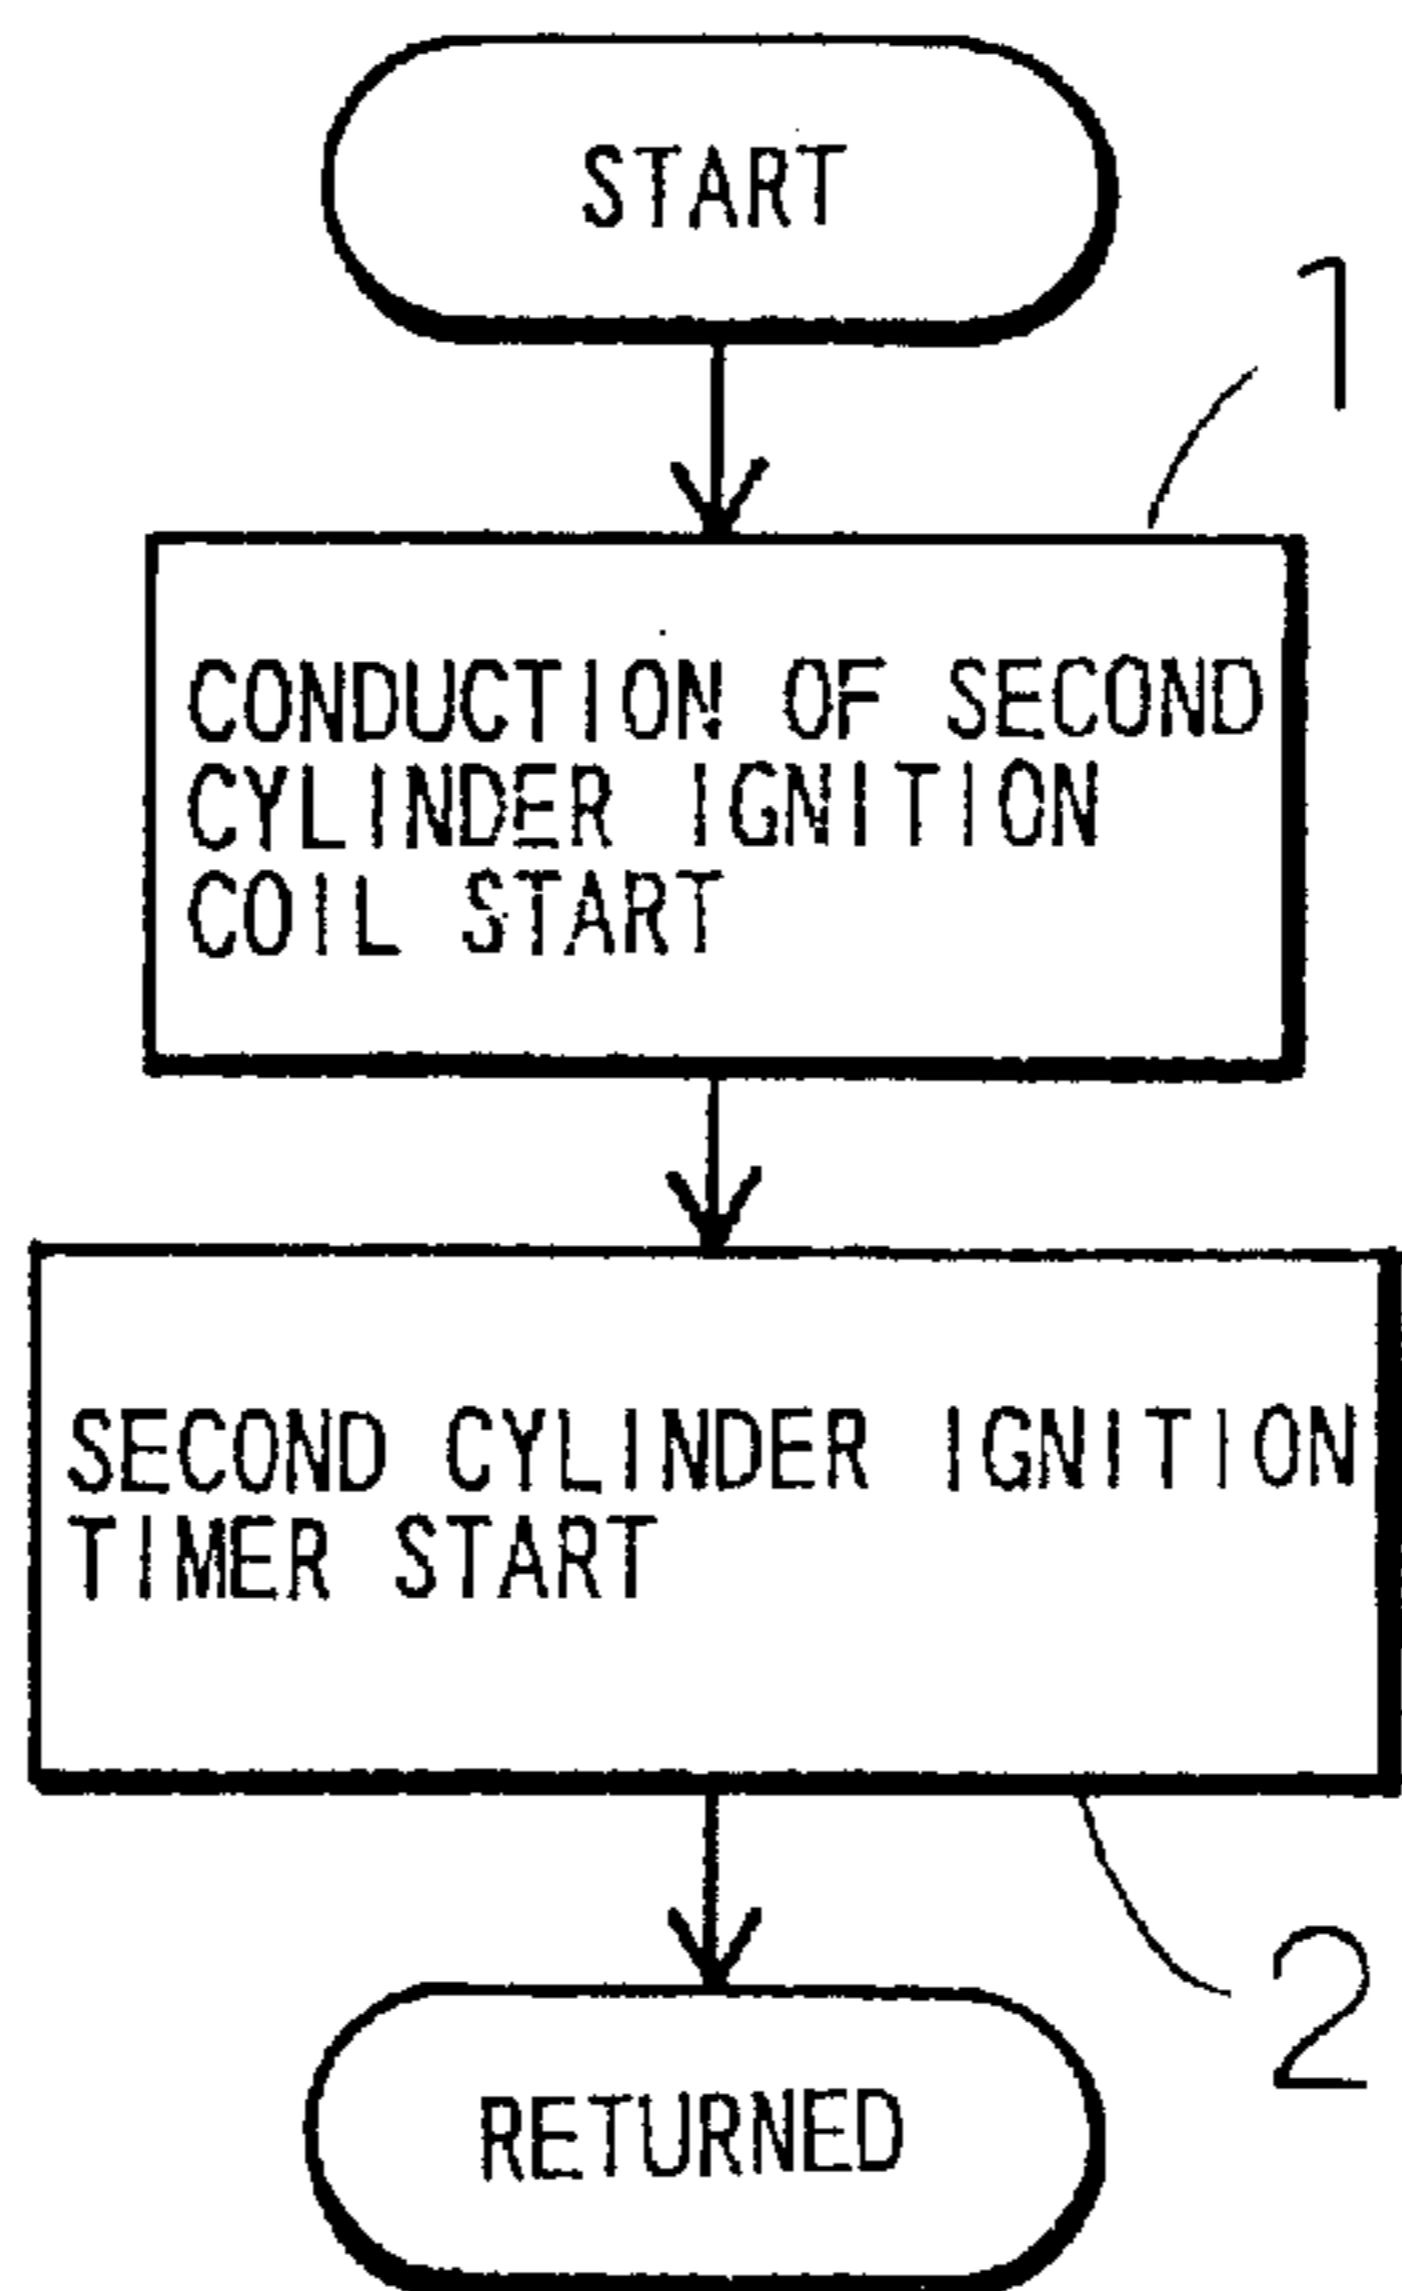 START
1
CONDUCTION OF SECOND
CYLINDER IGNITION
COIL START
SECOND CYLINDER IGNITION
TIMER START
2
RETURNED